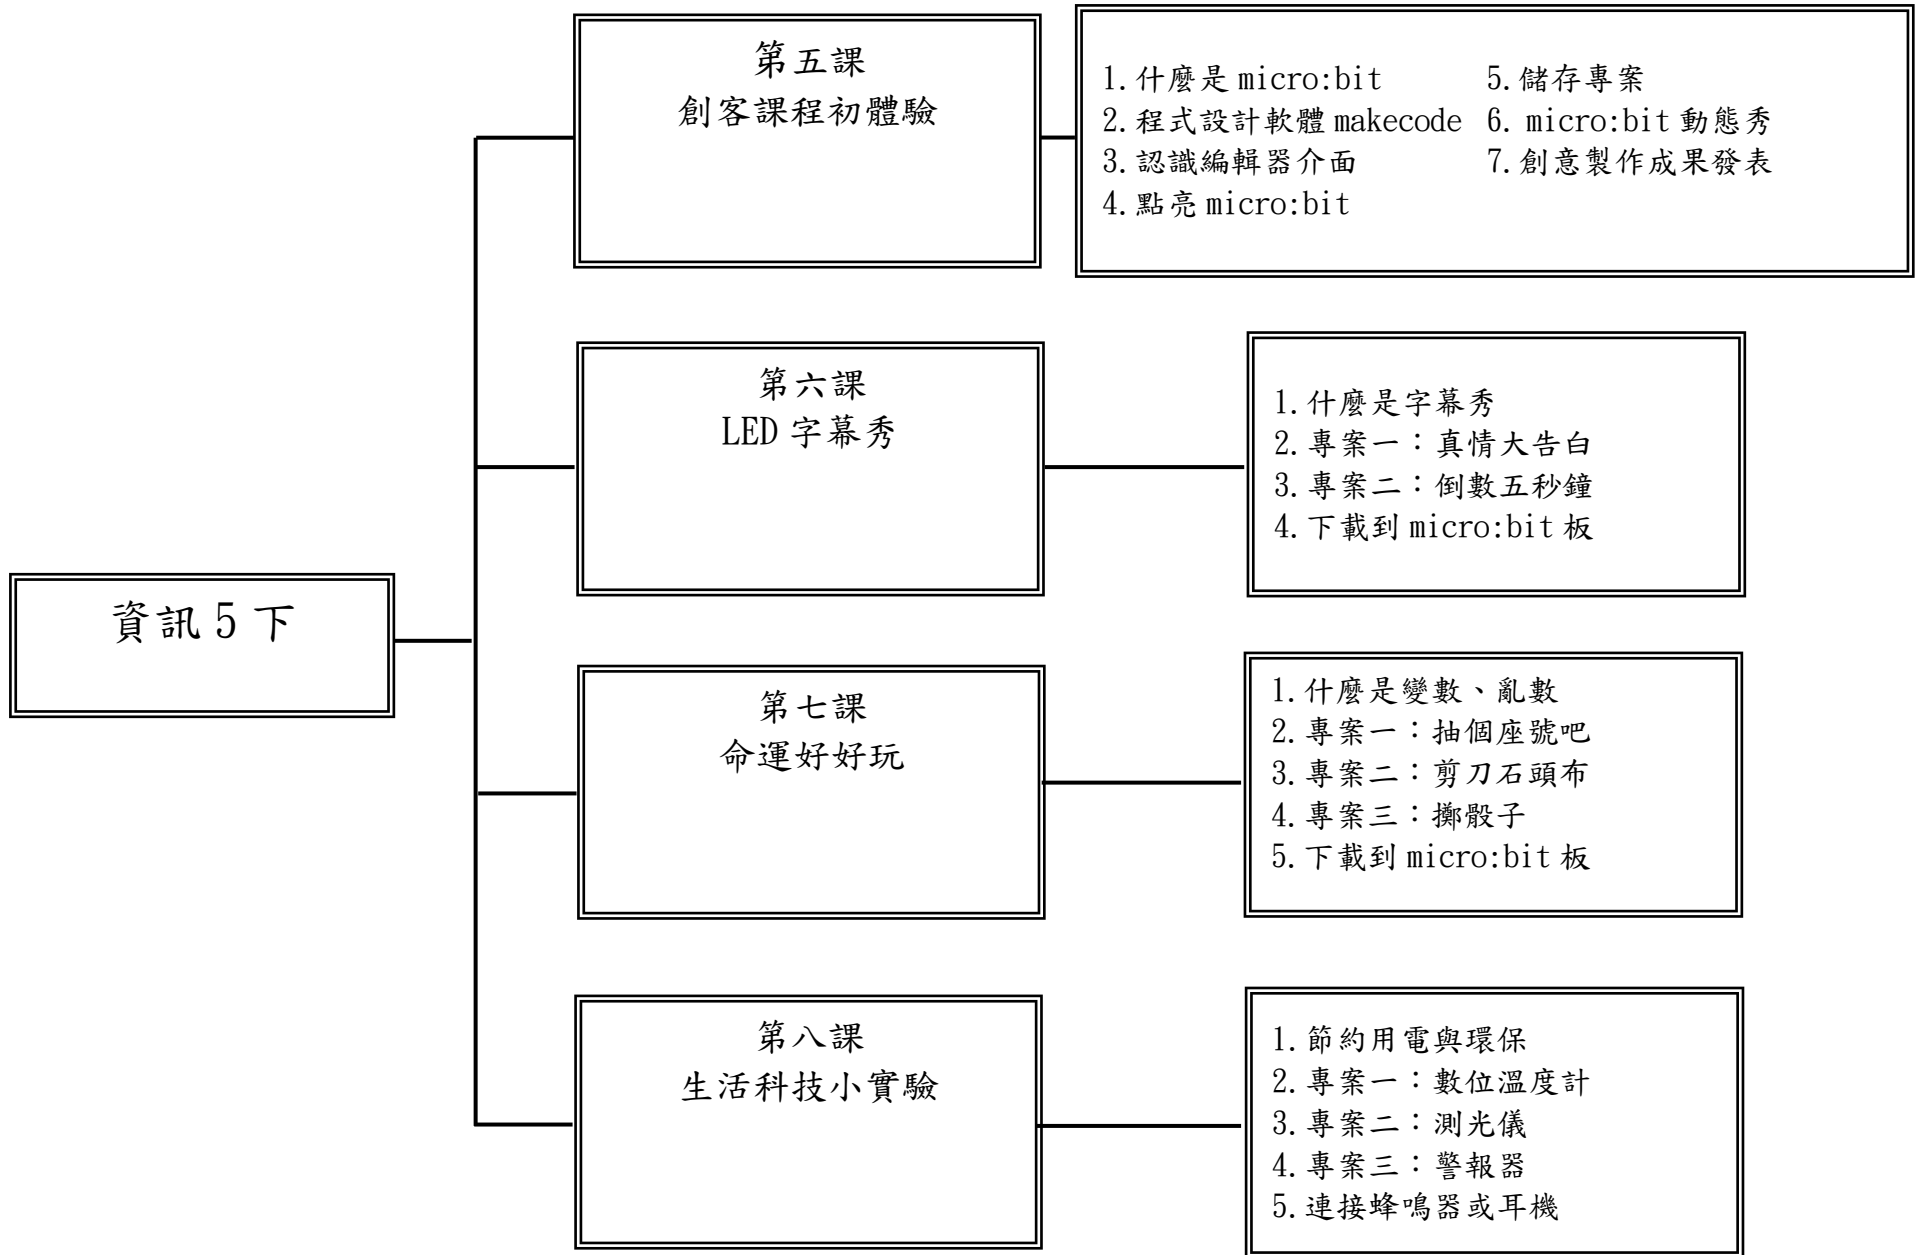 資訊 5 下
第五課
創客課程初體驗
1.什麼是 micro:bit
2.程式設計軟體 makecode
3.認識編輯器介面
4.點亮 micro:bit
5.儲存專案
6. micro:bit 動態秀
7.創意製作成果發表
第六課
LED 字幕秀
1.什麼是字幕秀
2.專案一：真情大告白
3.專案二：倒數五秒鐘
4.下載到 micro:bit 板
第七課
命運好好玩
1.什麼是變數、亂數
2.專案一：抽個座號吧
3.專案二：剪刀石頭布
4.專案三：擲骰子
5.下載到 micro:bit 板
第八課
生活科技小實驗
1.節約用電與環保
2.專案一：數位溫度計
3.專案二：測光儀
4.專案三：警報器
5.連接蜂鳴器或耳機